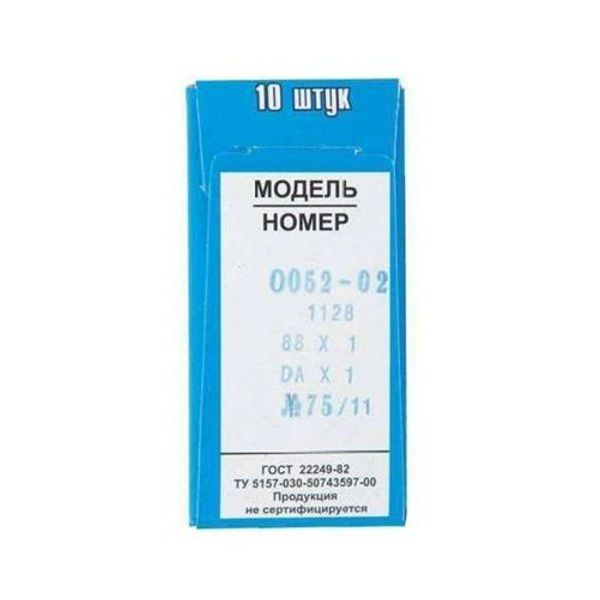 10 штук
МОДЕЛЬ
НОМЕР
0052-02
1128
88 X 1
DA X 1
№75/11
ГОСТ 22249-82
ТУ 5157-030-50743597-00
Продукция
не сертифицируется